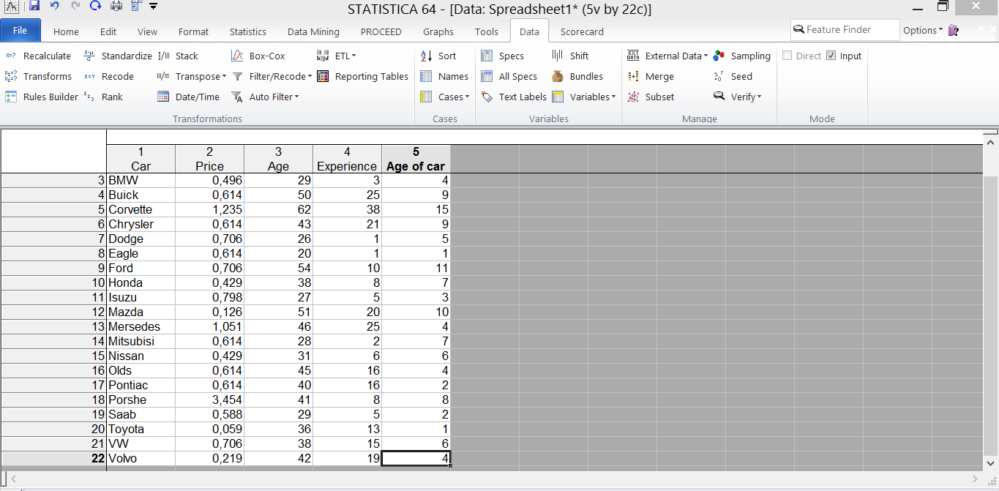 STATISTICA 64 - [Data: Spreadsheet1* (5v by 22c)]
File Home Edit View Format Statistics Data Mining PROCEED Graphs Tools Data Scorecard Feature Finder Options
Recalculate Standardize Stack Box-Cox ETL Sort Specs Shift External Data Sampling Direct Input
Transforms Recode Transpose Filter/Recode Reporting Tables Names All Specs Bundles Merge Seed
Rules Builder Rank Date/Time Auto Filter Cases Text Labels Variables Subset Verify
Transformations Cases Variables Manage Mode
1 2 3 4 5
Car Price Age Experience Age of car
3 BMW 0,496 29 3 4
4 Buick 0,614 50 25 9
5 Corvette 1,235 62 38 15
6 Chrysler 0,614 43 21 9
7 Dodge 0,706 26 1 5
8 Eagle 0,614 20 1 1
9 Ford 0,706 54 10 11
10 Honda 0,429 38 8 7
11 Isuzu 0,798 27 5 3
12 Mazda 0,126 51 20 10
13 Mersedes 1,051 46 25 4
14 Mitsubisi 0,614 28 2 7
15 Nissan 0,429 31 6 6
16 Olds 0,614 45 16 4
17 Pontiac 0,614 40 16 2
18 Porshe 3,454 41 8 8
19 Saab 0,588 29 5 2
20 Toyota 0,059 36 13 1
21 VW 0,706 38 15 6
22 Volvo 0,219 42 19 4